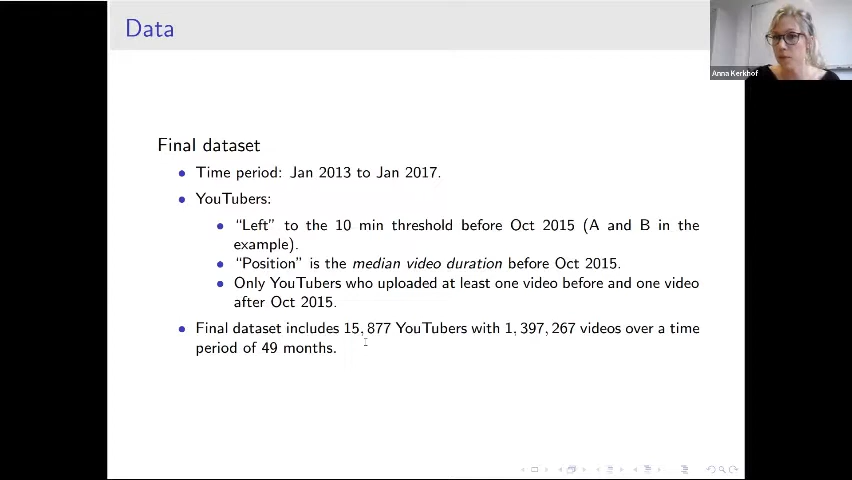 Data
Anna Kerkhof
Final dataset
Time period: Jan 2013 to Jan 2017.
YouTubers:
“Left” to the 10 min threshold before Oct 2015 (A and B in the
example).
“Position” is the median video duration before Oct 2015.
Only YouTubers who uploaded at least one video before and one video
after Oct 2015.
Final dataset includes 15, 877 YouTubers with 1, 397, 267 videos over a time
period of 49 months.